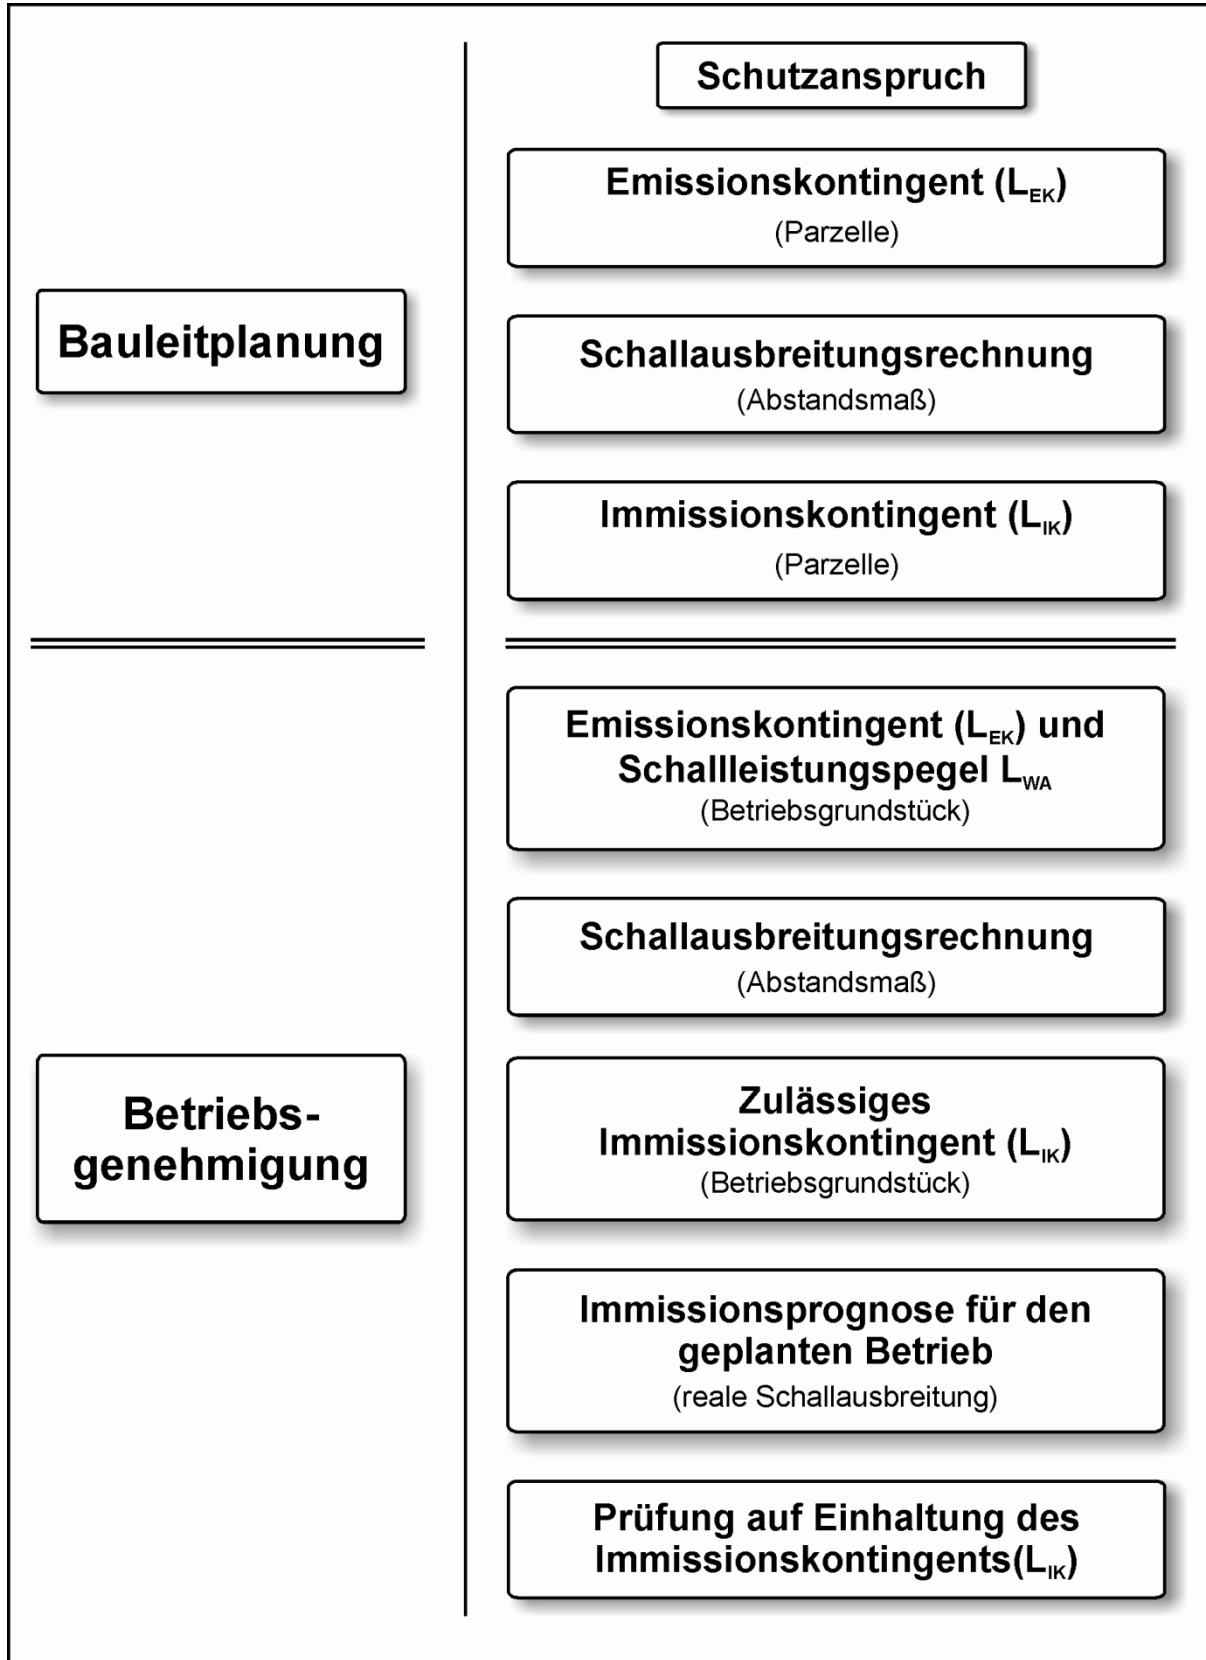 Schutzanspruch
Emissionskontingent (LEK)
(Parzelle)
Bauleitplanung
Schallausbreitungsrechnung
(Abstandsmaß)
Immissionskontingent (LIK)
(Parzelle)
Emissionskontingent (LEK) und
Schallleistungspegel LWA
(Betriebsgrundstück)
Schallausbreitungsrechnung
(Abstandsmaß)
Betriebs-
genehmigung
Zulässiges
Immissionskontingent (LIK)
(Betriebsgrundstück)
Immissionsprognose für den
geplanten Betrieb
(reale Schallausbreitung)
Prüfung auf Einhaltung des
Immissionskontingents(LIK)